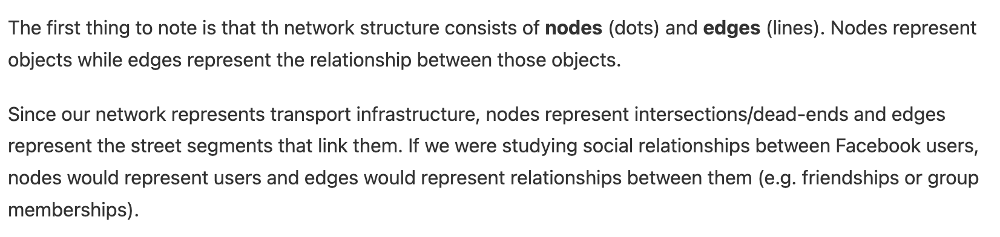 The first thing to note is that th network structure consists of nodes (dots) and edges (lines). Nodes represent
objects while edges represent the relationship between those objects.
Since our network represents transport infrastructure, nodes represent intersections/dead-ends and edges
represent the street segments that link them. If we were studying social relationships between Facebook users,
nodes would represent users and edges would represent relationships between them (e.g. friendships or group
memberships).